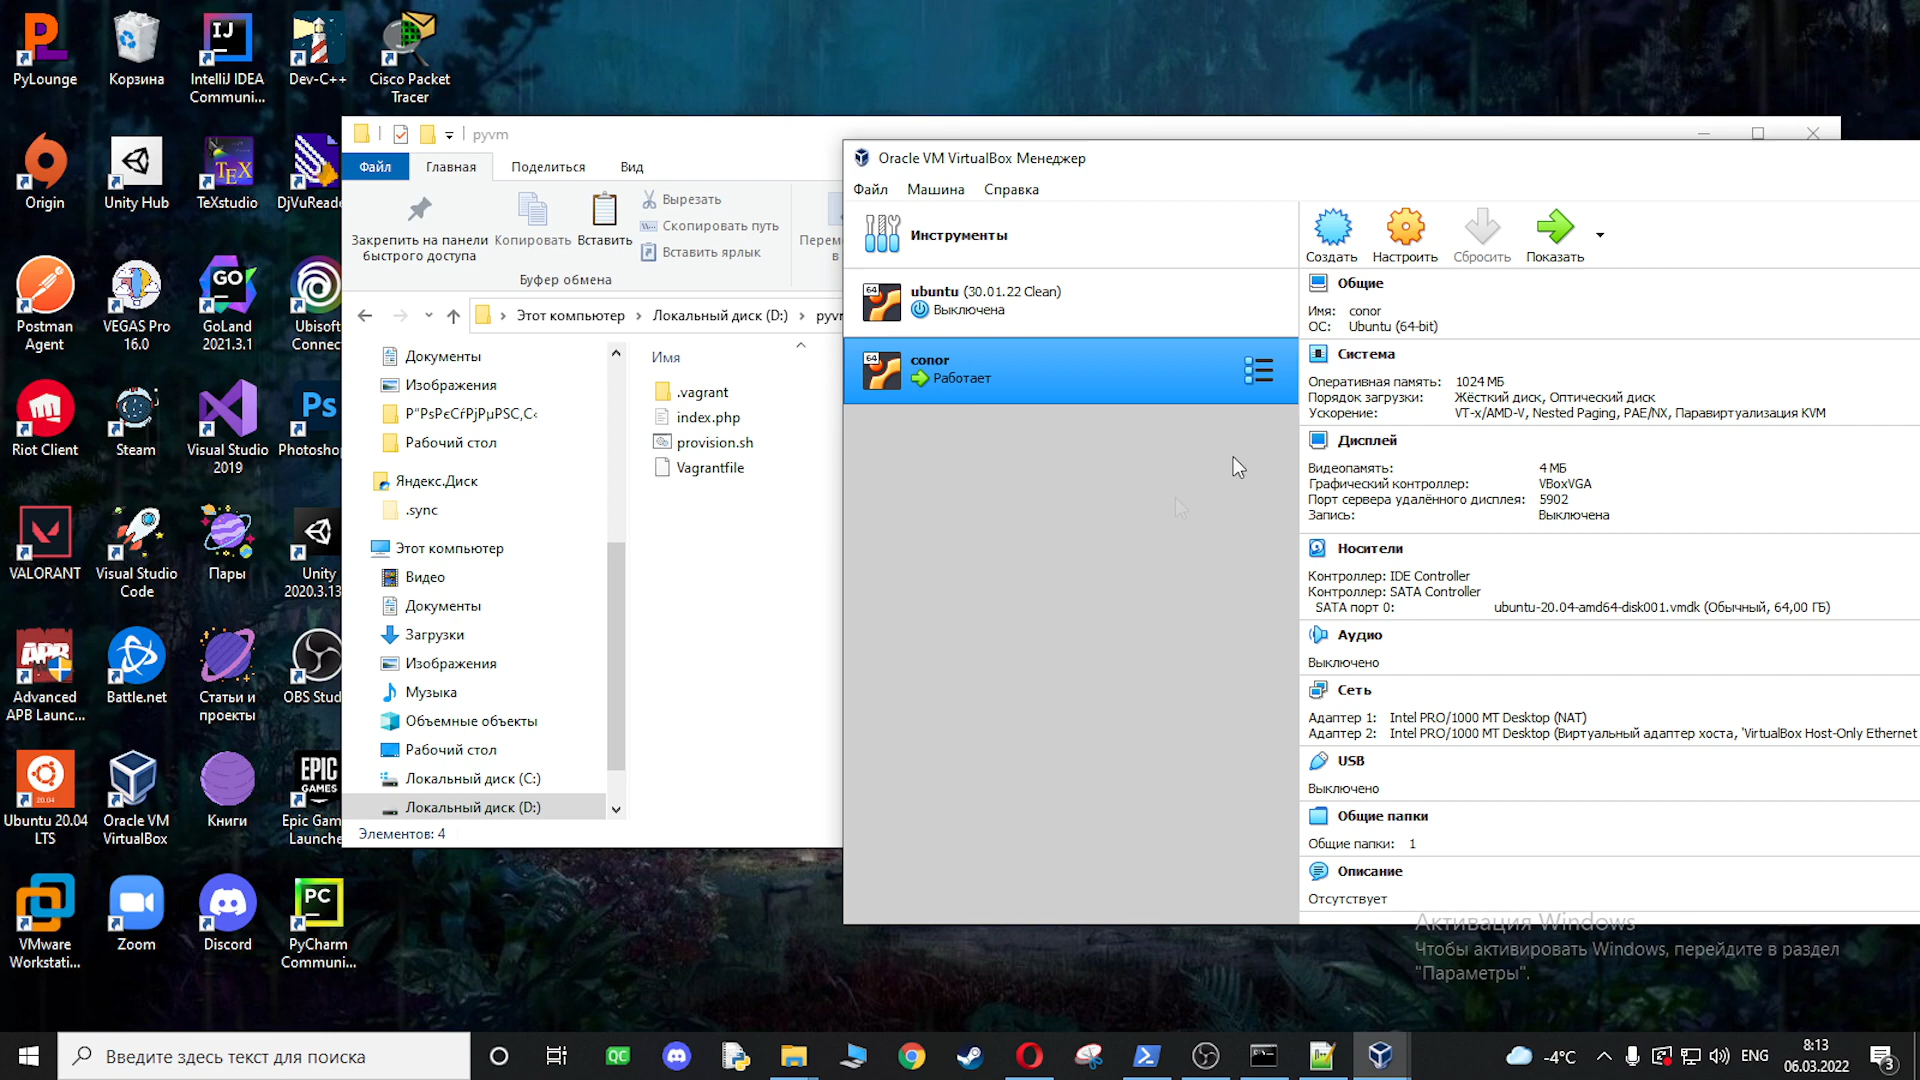 PyLounge
Корзина
IntelliJ IDEA
Communi...
Dev-C++
Cisco Packet
Tracer
Origin
Unity Hub
TeXstudio
DjVuReade
Postman
Agent
VEGAS Pro
16.0
GoLand
2021.3.1
Ubisoft
Connec
Riot Client
Steam
Visual Studio
2019
Photosho
VALORANT
Visual Studio
Code
Пары
Unity
2020.3.13
Advanced
APB Launc...
Battle.net
Статьи и
проекты
OBS Stud
Ubuntu 20.04
LTS
Oracle VM
VirtualBox
Книги
Epic Gam
Launche
VMware
Workstati...
Zoom
Discord
PyCharm
Communi...
pyvm
Файл
Главная
Поделиться
Вид
Закрепить на панели
быстрого доступа
Копировать
Вставить
Вырезать
Скопировать путь
Вставить ярлык
Перем
в
Буфер обмена
Этот компьютер
Локальный диск (D:)
pyvr
Документы
Изображения
Р"РѕРєСѓРјРµРЅС‚С‹
Рабочий стол
Яндекс.Диск
.sync
Этот компьютер
Видео
Документы
Загрузки
Изображения
Музыка
Объемные объекты
Рабочий стол
Локальный диск (C:)
Локальный диск (D:)
Имя
.vagrant
index.php
provision.sh
Vagrantfile
Элементов: 4
Oracle VM VirtualBox Менеджер
Файл Машина Справка
Инструменты
ubuntu (30.01.22 Clean)
Выключена
conor
Работает
Создать
Настроить
Сбросить
Показать
Общие
Имя: conor
ОС: Ubuntu (64-bit)
Система
Оперативная память: 1024 МБ
Порядок загрузки: Жёсткий диск, Оптический диск
Ускорение: VT-x/AMD-V, Nested Paging, PAE/NX, Паравиртуализация KVM
Дисплей
Видеопамять: 4 МБ
Графический контроллер: VBoxVGA
Порт сервера удалённого дисплея: 5902
Запись: Выключена
Носители
Контроллер: IDE Controller
Контроллер: SATA Controller
SATA порт 0: ubuntu-20.04-amd64-disk001.vmdk (Обычный, 64,00 ГБ)
Аудио
Выключено
Сеть
Адаптер 1: Intel PRO/1000 MT Desktop (NAT)
Адаптер 2: Intel PRO/1000 MT Desktop (Виртуальный адаптер хоста, 'VirtualBox Host-Only Ethernet
USB
Выключено
Общие папки
Общие папки: 1
Описание
Отсутствует
Активация Windows
Чтобы активировать Windows, перейдите в раздел
"Параметры".
Введите здесь текст для поиска
-4°C
ENG
8:13
06.03.2022
3